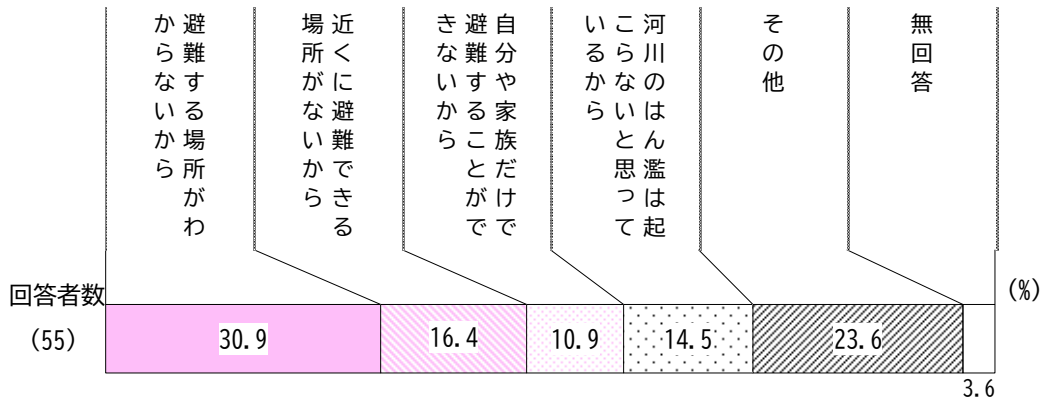 避難する場所がわ
からないから
近くに避難できる
場所がないから
自分や家族だけで
避難することがで
きないから
河川のはん濫は起
こらないと思って
いるから
その他
無回答
回答者数
(%)
(55)
30.9
16.4
10.9
14.5
23.6
3.6